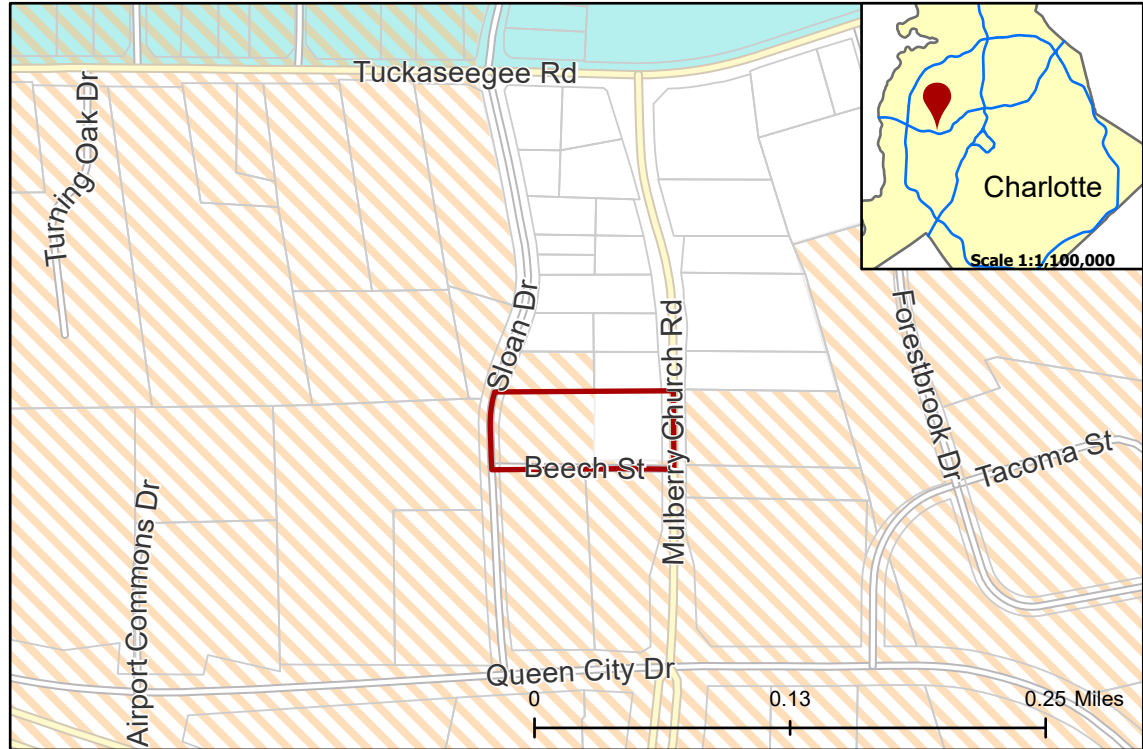 Tuckaseegee Rd
Turning Oak Dr
Charlotte
Scale 1:1,100,000
Sloan Dr
Mulberry Church Rd
Forestbrook Dr
Beech St
Tacoma St
Airport Commons Dr
Queen City Dr
0
0.13
0.25 Miles